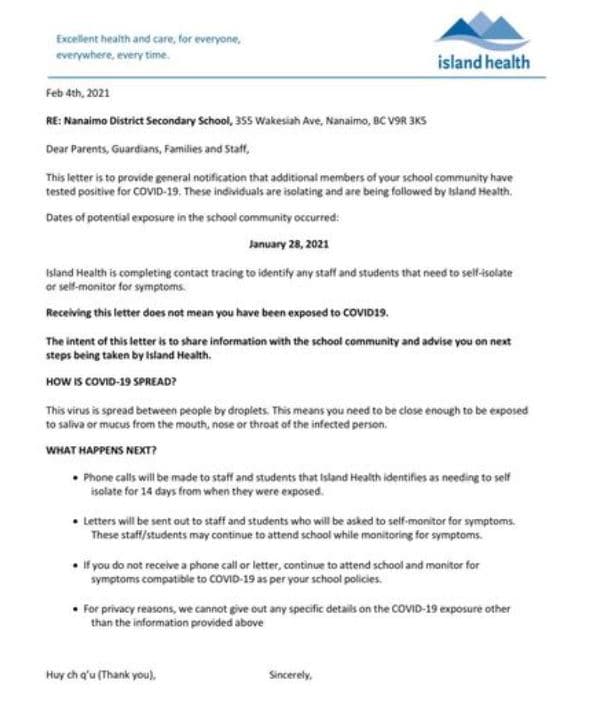 Excellent health and care, for everyone,
everywhere, every time.
island health
Feb 4th, 2021
RE: Nanaimo District Secondary School, 355 Wakesiah Ave, Nanaimo, BC V9R 3K5
Dear Parents, Guardians, Families and Staff,
This letter is to provide general notification that additional members of your school community have
tested positive for COVID-19. These individuals are isolating and are being followed by Island Health.
Dates of potential exposure in the school community occurred:
January 28, 2021
Island Health is completing contact tracing to identify any staff and students that need to self-isolate
or self-monitor for symptoms.
Receiving this letter does not mean you have been exposed to COVID19.
The intent of this letter is to share information with the school community and advise you on next
steps being taken by Island Health.
HOW IS COVID-19 SPREAD?
This virus is spread between people by droplets. This means you need to be close enough to be exposed
to saliva or mucus from the mouth, nose or throat of the infected person.
WHAT HAPPENS NEXT?
• Phone calls will be made to staff and students that Island Health identifies as needing to self
isolate for 14 days from when they were exposed.
• Letters will be sent out to staff and students who will be asked to self-monitor for symptoms.
These staff/students may continue to attend school while monitoring for symptoms.
• If you do not receive a phone call or letter, continue to attend school and monitor for
symptoms compatible to COVID-19 as per your school policies.
• For privacy reasons, we cannot give out any specific details on the COVID-19 exposure other
than the information provided above
Huy ch q'u (Thank you), Sincerely,